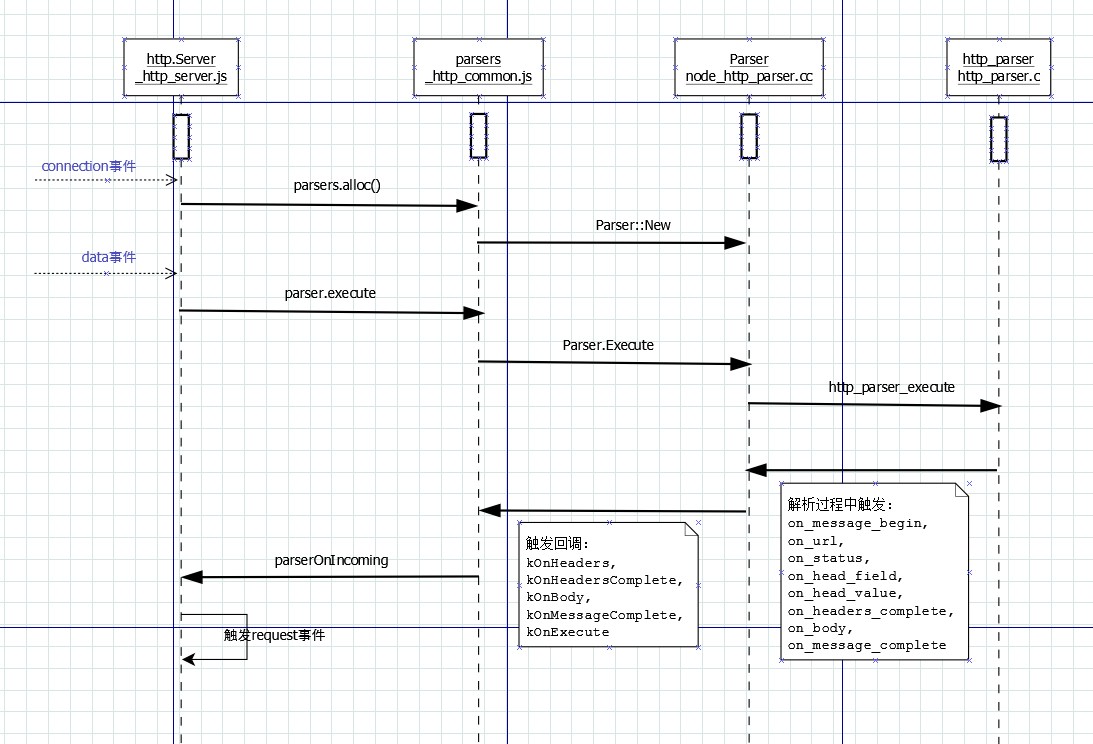 http.Server
_http_server.js
parsers
_http_common.js
Parser
node_http_parser.cc
http_parser
http_parser.c
connection事件
parsers.alloc()
Parser::New
data事件
parser.execute
Parser.Execute
http_parser_execute
解析过程中触发:
on_message_begin,
on_url,
on_status,
on_head_field,
on_head_value,
on_headers_complete,
on_body,
on_message_complete
触发回调:
kOnHeaders,
kOnHeadersComplete,
kOnBody,
kOnMessageComplete,
kOnExecute
parserOnIncoming
触发request事件